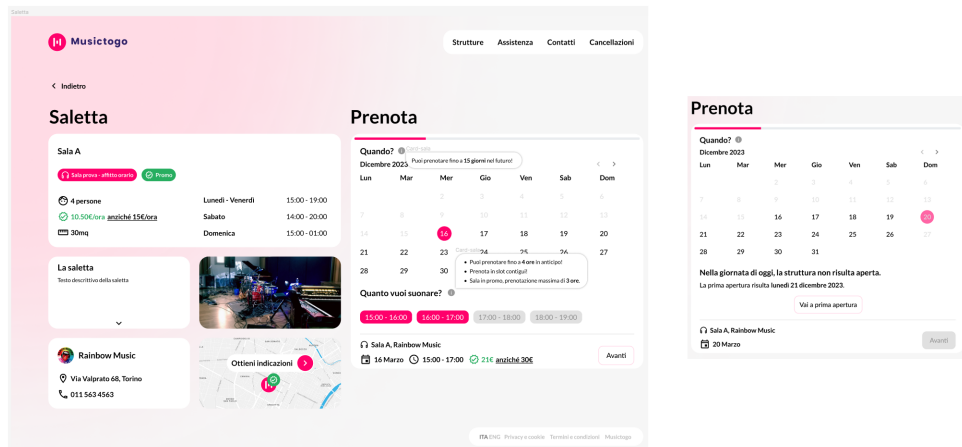 Saletta
Musictogo
Strutture Assistenza Contatti Cancellazioni
Indietro
Saletta
Sala A
Sala prova - affitto orario Promo
4 persone
10.50€/ora anziché 15€/ora
30mq
Lunedì - Venerdì 15:00 - 19:00
Sabato 14:00 - 20:00
Domenica 15:00 - 01:00
La saletta
Testo descrittivo della saletta
Rainbow Music
Via Valprato 68, Torino
011 563 4563
Ottieni indicazioni
Prenota
Quando?
Card-sala
Puoi prenotare fino a 15 giorni nel futuro!
Dicembre 2023
Lun Mar Mer Gio Ven Sab Dom
2 3 4 5 6
7 8 9 10 11 12 13
14 15 16 17 18 19 20
21 22 23 24 25 26 27
28 29 30
Card-sala
Puoi prenotare fino a 4 ore in anticipo!
Prenota in slot contigui!
Sala in promo, prenotazione massima di 3 ore.
Quanto vuoi suonare?
15:00 - 16:00 16:00 - 17:00 17:00 - 18:00 18:00 - 19:00
Sala A, Rainbow Music
16 Marzo 15:00 - 17:00 21€ anziché 30€
Avanti
ITA ENG Privacy e cookie Termini e condizioni Musictogo
Prenota
Quando?
Dicembre 2023
Lun Mar Mer Gio Ven Sab Dom
2 3 4 5 6
7 8 9 10 11 12 13
14 15 16 17 18 19 20
21 22 23 24 25 26 27
28 29 30 31
Nella giornata di oggi, la struttura non risulta aperta.
La prima apertura risulta lunedì 21 dicembre 2023.
Vai a prima apertura
Sala A, Rainbow Music
20 Marzo
Avanti